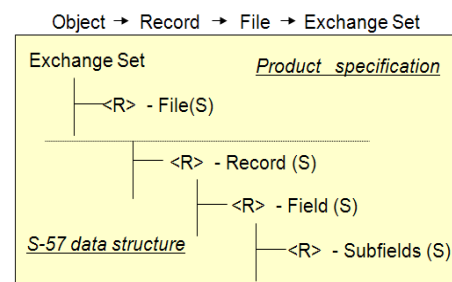 Object → Record → File → Exchange Set
Exchange Set
Product specification
<R> - File(S)
<R> - Record (S)
<R> - Field (S)
S-57 data structure
<R> - Subfields (S)